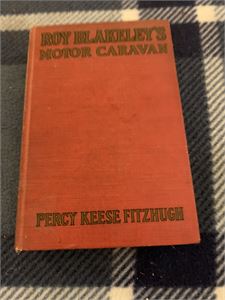 ROY BLAKELEY'S
MOTOR CARAVAN
PERCY KEESE FITZHUGH